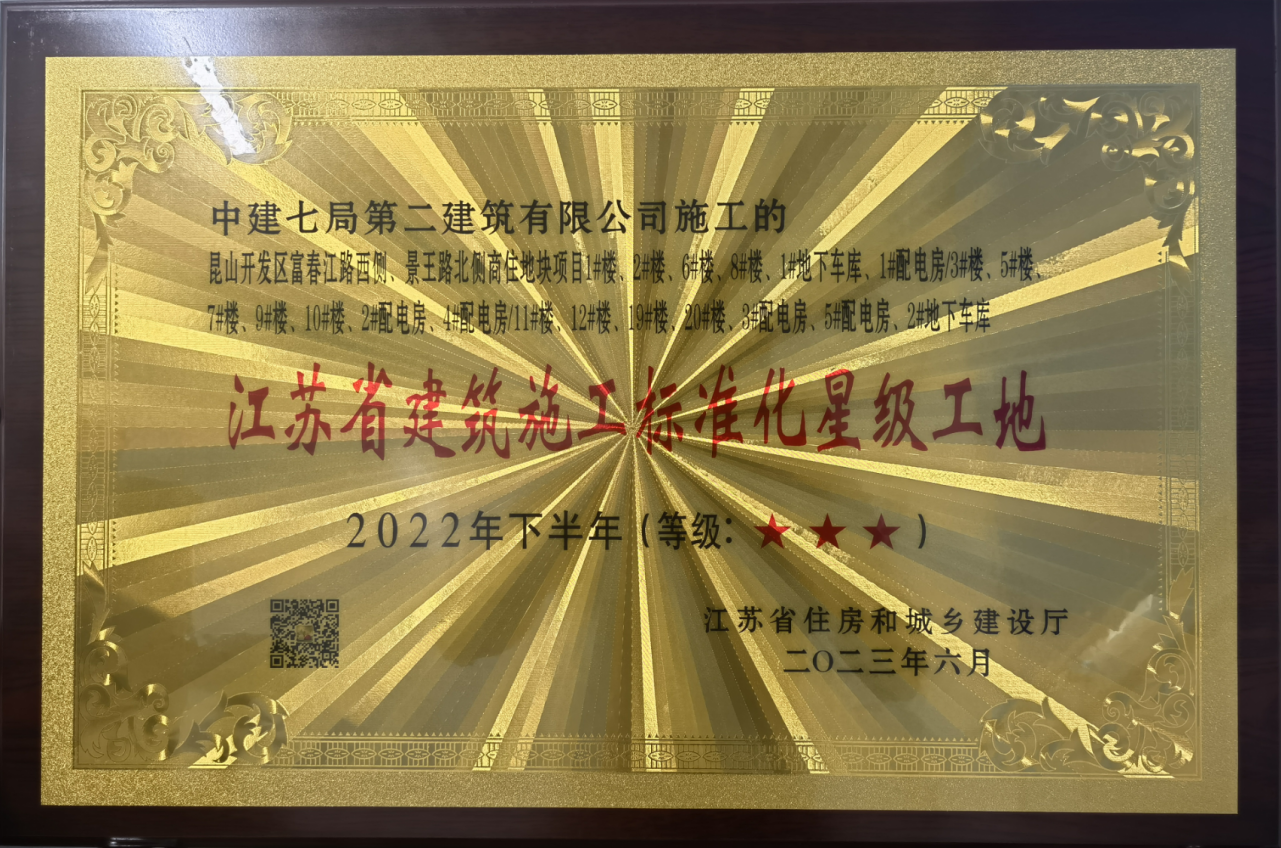 中建七局第二建筑有限公司施工的
昆山开发区富春江路西侧、景王路北侧商住地块项目1#楼、2#楼、6#楼、8#楼、1#地下车库、1#配电房/3#楼、5#楼、
7#楼、9#楼、10#楼、2#配电房、4#配电房/11#楼、12#楼、19#楼、20#楼、3#配电房、5#配电房、2#地下车库
江苏省建筑施工标准化星级工地
2022年下半年(等级：★★★)
江苏省住房和城乡建设厅
二〇二三年六月